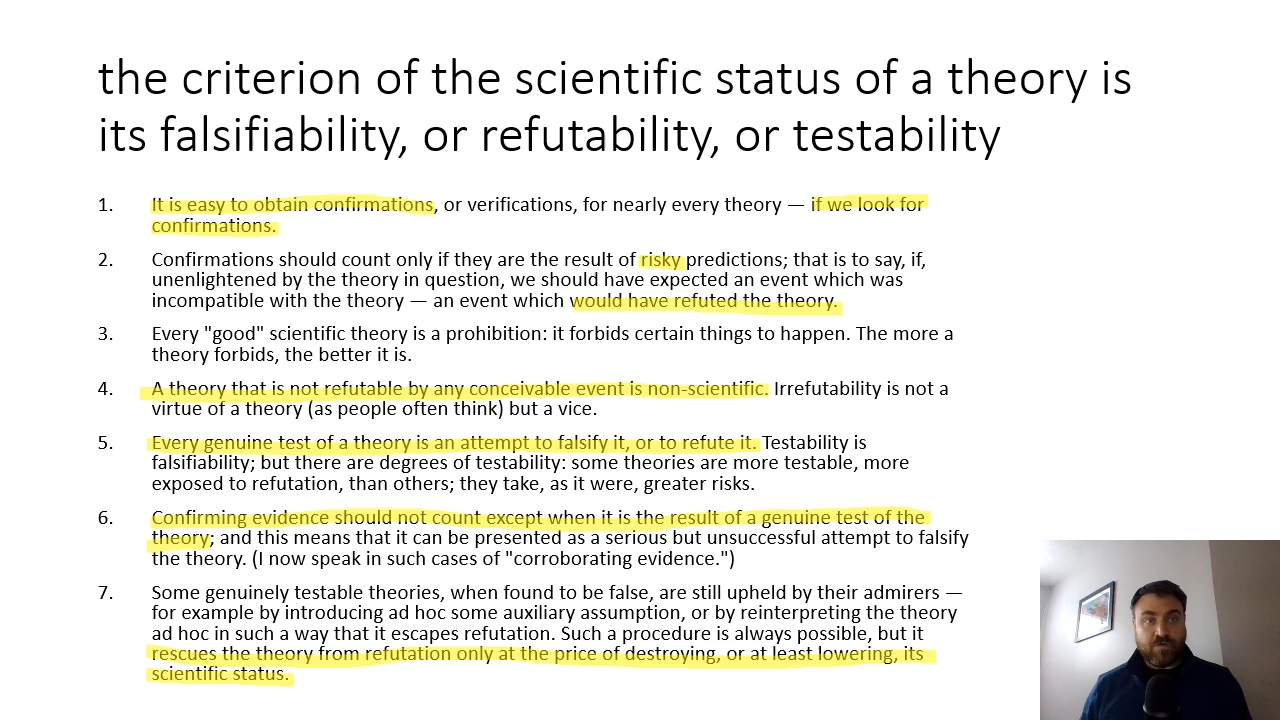 the criterion of the scientific status of a theory is
its falsifiability, or refutability, or testability
1. It is easy to obtain confirmations, or verifications, for nearly every theory — if we look for
confirmations.
2. Confirmations should count only if they are the result of risky predictions; that is to say, if,
unenlightened by the theory in question, we should have expected an event which was
incompatible with the theory — an event which would have refuted the theory.
3. Every "good" scientific theory is a prohibition: it forbids certain things to happen. The more a
theory forbids, the better it is.
4. A theory that is not refutable by any conceivable event is non-scientific. Irrefutability is not a
virtue of a theory (as people often think) but a vice.
5. Every genuine test of a theory is an attempt to falsify it, or to refute it. Testability is
falsifiability; but there are degrees of testability: some theories are more testable, more
exposed to refutation, than others; they take, as it were, greater risks.
6. Confirming evidence should not count except when it is the result of a genuine test of the
theory; and this means that it can be presented as a serious but unsuccessful attempt to falsify
the theory. (I now speak in such cases of "corroborating evidence.")
7. Some genuinely testable theories, when found to be false, are still upheld by their admirers —
for example by introducing ad hoc some auxiliary assumption, or by reinterpreting the theory
ad hoc in such a way that it escapes refutation. Such a procedure is always possible, but it
rescues the theory from refutation only at the price of destroying, or at least lowering, its
scientific status.